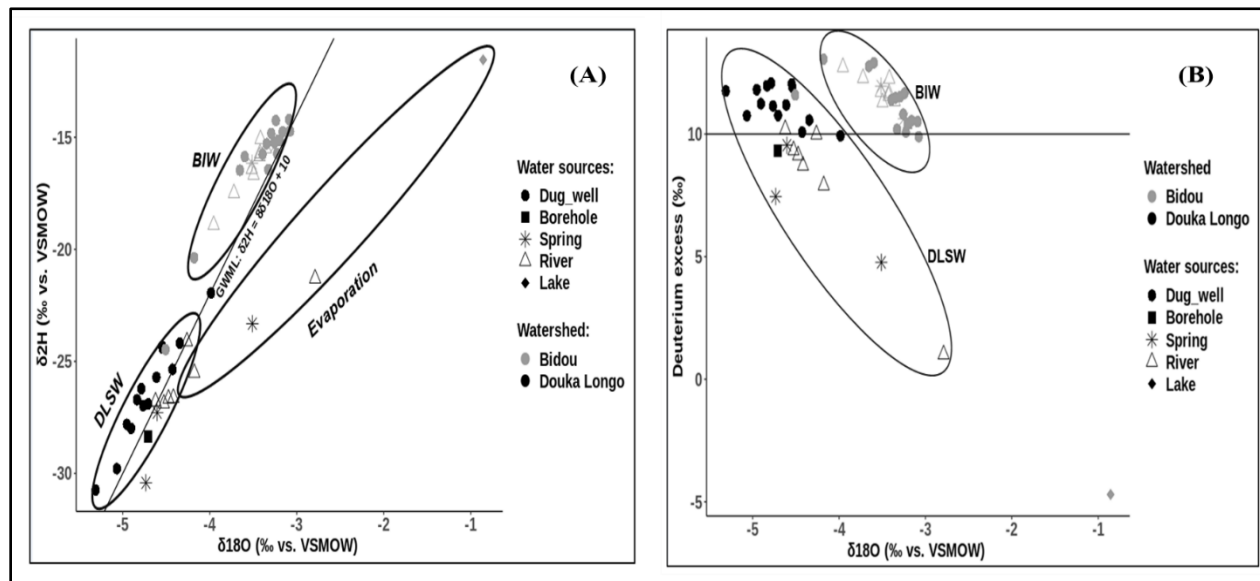 (A)
-15
-20
-25
-30
δ2H (‰ vs. VSMOW)
BIW
GWML: δ2H = 8δ18O + 10
Evaporation
DLSW
-5 -4 -3 -2 -1
δ18O (‰ vs. VSMOW)
Water sources:
Dug_well
Borehole
Spring
River
Lake
Watershed:
Bidou
Douka Longo
(B)
10
5
0
-5
Deuterium excess (‰)
BIW
DLSW
-5 -4 -3 -2 -1
δ18O (‰ vs. VSMOW)
Watershed
Bidou
Douka Longo
Water sources:
Dug_well
Borehole
Spring
River
Lake